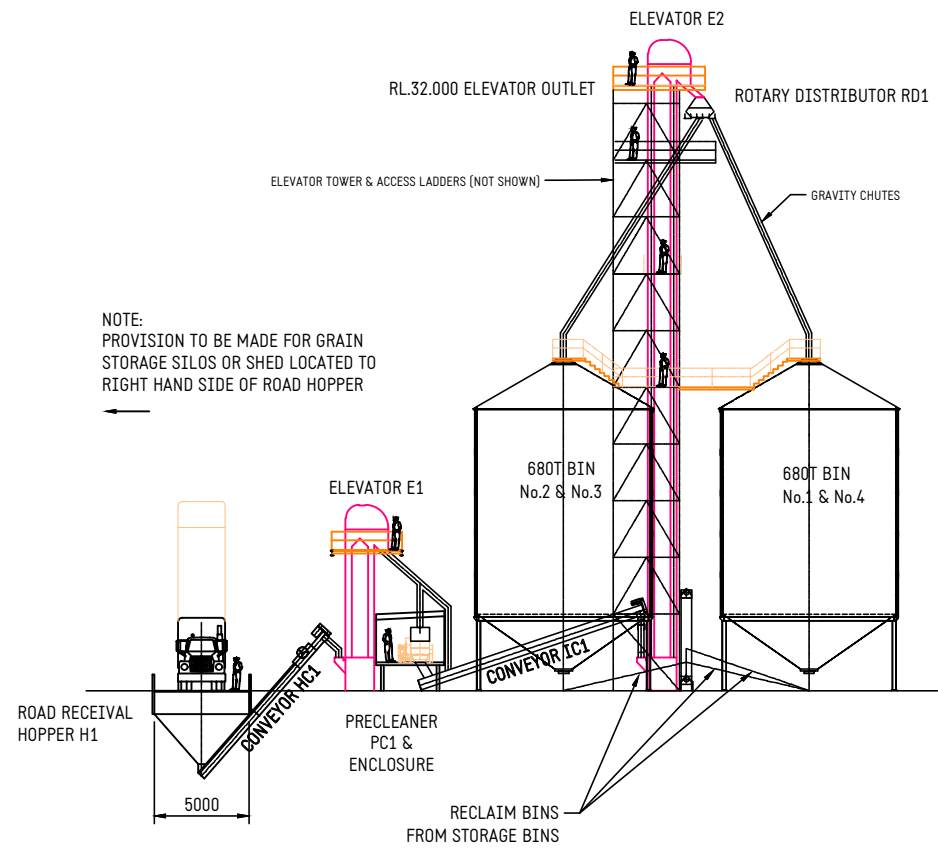 ELEVATOR E2
RL.32.000 ELEVATOR OUTLET
ROTARY DISTRIBUTOR RD1
ELEVATOR TOWER & ACCESS LADDERS (NOT SHOWN)
GRAVITY CHUTES
NOTE:
PROVISION TO BE MADE FOR GRAIN
STORAGE SILOS OR SHED LOCATED TO
RIGHT HAND SIDE OF ROAD HOPPER
680T BIN
No.2 & No.3
680T BIN
No.1 & No.4
ELEVATOR E1
CONVEYOR HC1
CONVEYOR IC1
ROAD RECEIVAL
HOPPER H1
PRECLEANER
PC1 &
ENCLOSURE
5000
RECLAIM BINS
FROM STORAGE BINS